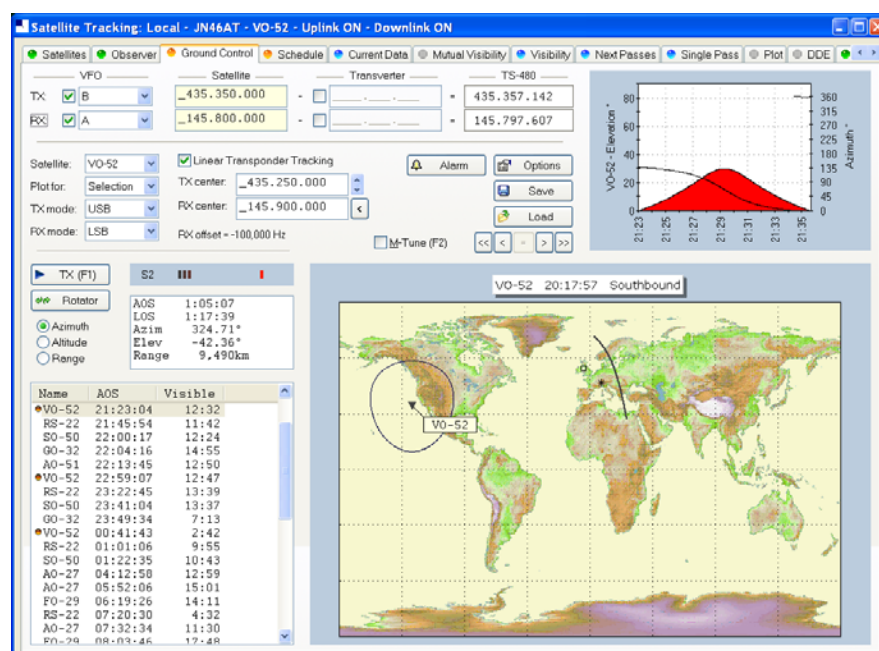 Satellite Tracking: Local - JN46AT - VO-52 - Uplink ON - Downlink ON
Satellites Observer Ground Control Schedule Current Data Mutual Visibility Visibility Next Passes Single Pass Plot DDE
VFO Satellite Transverter TS-480
TX: B _435.350.000 - ___.___.___ = 435.357.142
RX: A _145.800.000 - ___.___.___ = 145.797.607
Satellite: VO-52 Linear Transponder Tracking Alarm Options
Plot for: Selection TX center: _435.250.000 Save
TX mode: USB RX center: _145.900.000 < Load
RX mode: LSB RX offset = -100,000 Hz M-Tune (F2) << < > >>
VO-52 - Elevation °
80
60
40
20
0
360
315
270
225
180
135
90
45
0
Azimuth °
21:23 21:25 21:27 21:29 21:31 21:33 21:35
TX (F1) S2
Rotator
Azimuth
Altitude
Range
AOS 1:05:07
LOS 1:17:39
Azim 324.71°
Elev -42.36°
Range 9,490km
VO-52 20:17:57 Southbound
VO-52
Name AOS Visible
VO-52 21:23:04 12:32
RS-22 21:45:54 11:42
SO-50 22:00:17 12:24
GO-32 22:04:16 14:55
AO-51 22:13:45 12:50
VO-52 22:59:07 12:47
RS-22 23:22:45 13:39
SO-50 23:41:04 13:37
GO-32 23:49:34 7:13
VO-52 00:41:43 2:42
RS-22 01:01:06 9:55
SO-50 01:22:35 10:43
AO-27 04:12:58 12:59
AO-27 05:52:06 15:01
FO-29 06:19:26 14:11
RS-22 07:20:30 4:32
AO-27 07:32:34 11:30
FO-29 08:03:46 17:48